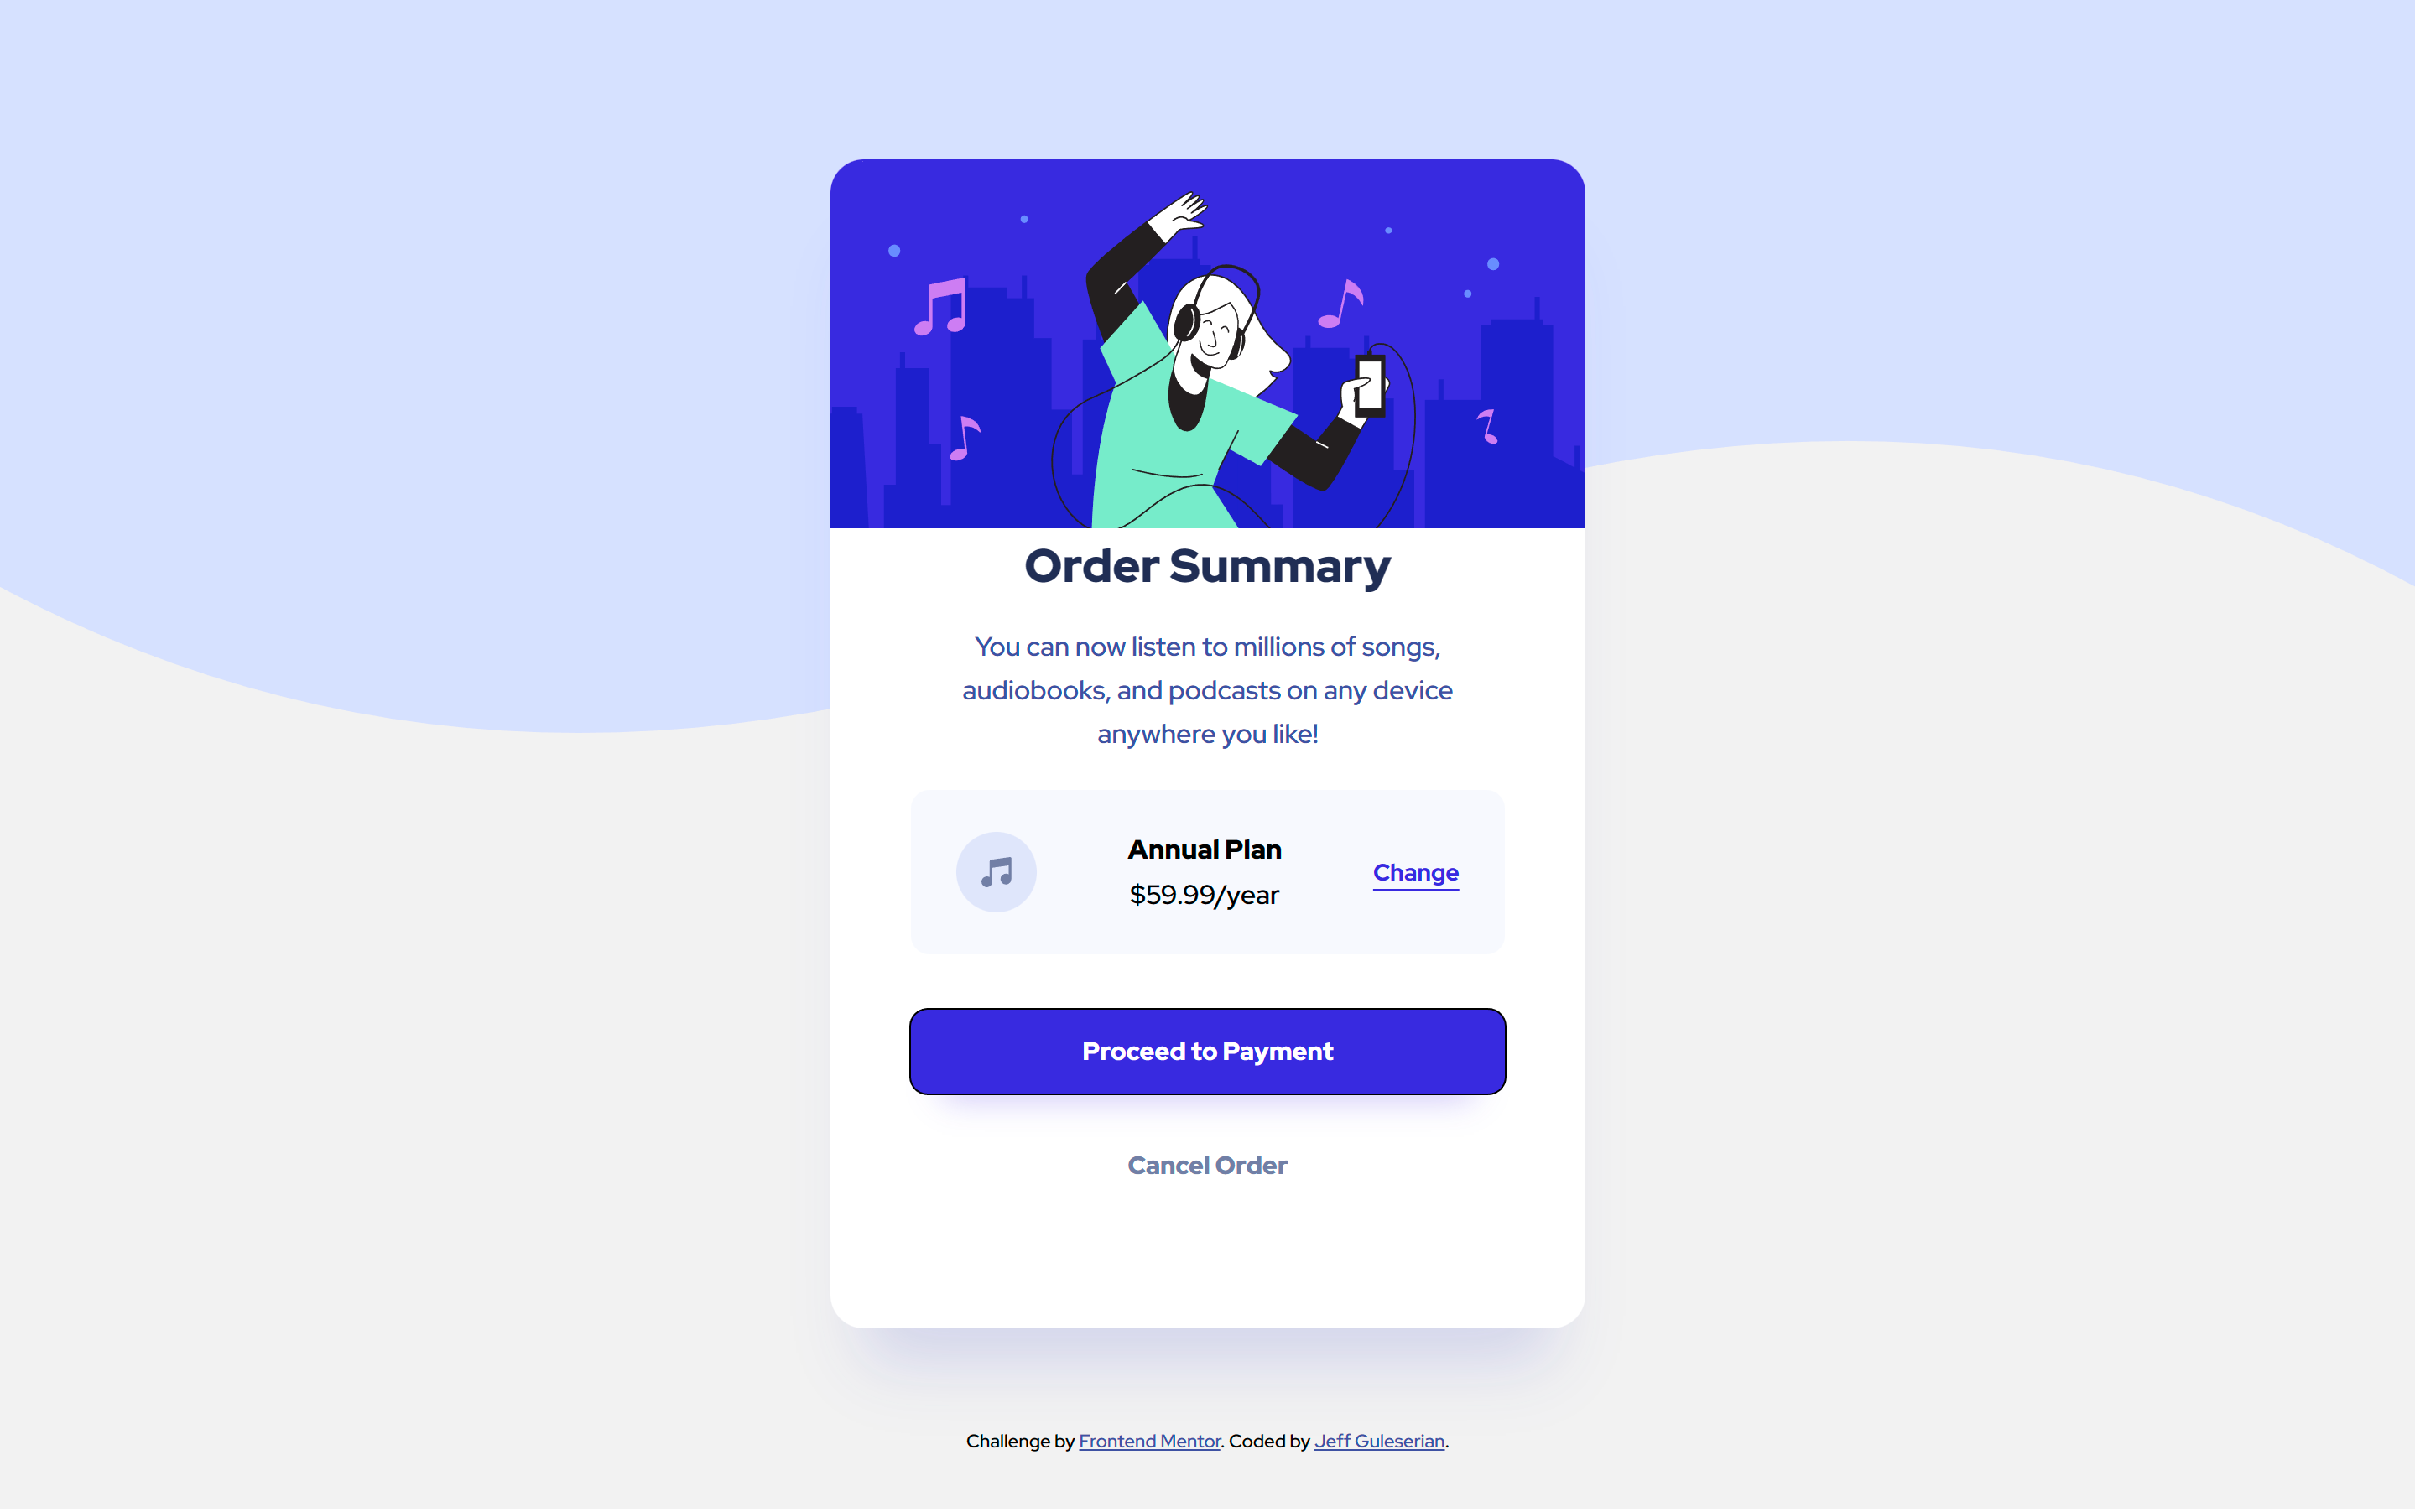 Order Summary
You can now listen to millions of songs,
audiobooks, and podcasts on any device
anywhere you like!
Annual Plan
$59.99/year
Change
Proceed to Payment
Cancel Order
Challenge by Frontend Mentor. Coded by Jeff Guleserian.